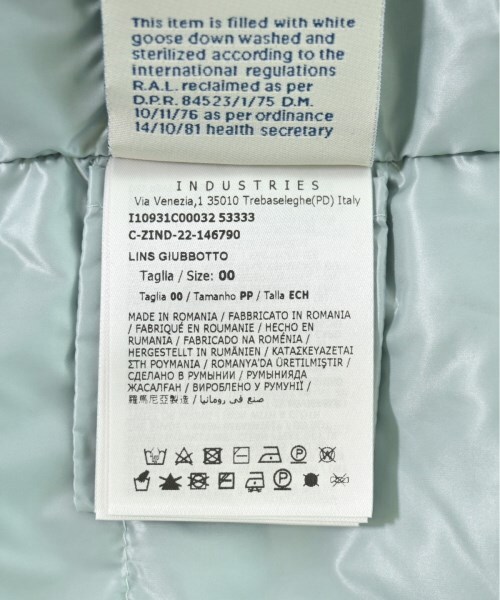 This item is filled with white
goose down washed and
sterilized according to the
international regulations
R.A.L. reclaimed as per
D.P.R. 84523/1/75 D.M.
10/11/76 as per ordinance
14/10/81 health secretary
INDUSTRIES
Via Venezia,1 35010 Trebaseleghe(PD) Italy
I10931C00032 53333
C-ZIND-22-146790
LINS GIUBBOTTO
Taglia / Size: 00
Taglia 00 / Tamanho PP / Talla ECH
MADE IN ROMANIA / FABBRICATO IN ROMANIA
/ FABRIQUÉ EN ROUMANIE / HECHO EN
RUMANIA / FABRICADO NA ROMÉNIA /
HERGESTELLT IN RUMÄNIEN / ΚΑΤΑΣΚΕΥΑΖΕΤΑΙ
ΣΤΗ ΡΟΥΜΑΝΙΑ / ROMANYA'DA ÜRETILMIŞTIR /
СДЕЛАНО В РУМЫНИИ / РУМЫНИЯДА
ЖАСАЛҒАН / ВИРОБЛЕНО У РУМУНІЇ /
羅馬尼亞製造 / صنع في رومانيا